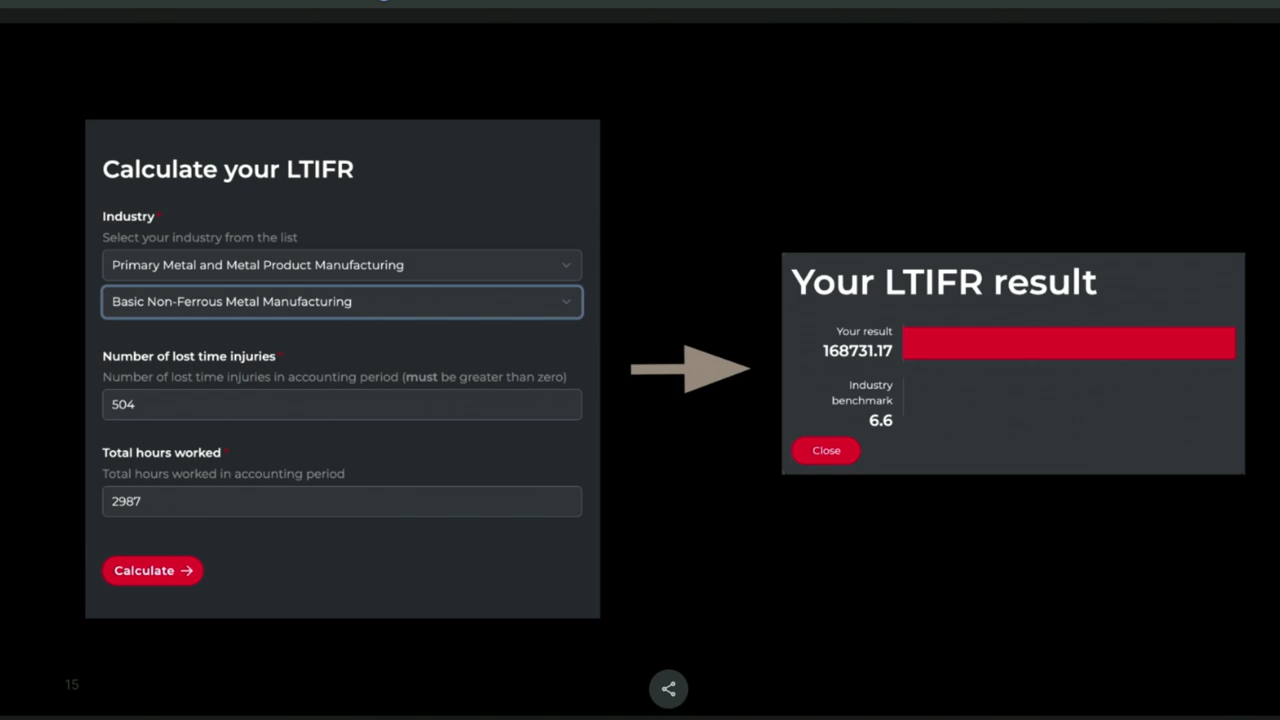 Calculate your LTIFR
Industry *
Select your industry from the list
Primary Metal and Metal Product Manufacturing
Basic Non-Ferrous Metal Manufacturing
Number of lost time injuries *
Number of lost time injuries in accounting period (must be greater than zero)
504
Total hours worked *
Total hours worked in accounting period
2987
Calculate →
Your LTIFR result
Your result
168731.17
Industry
benchmark
6.6
Close
15